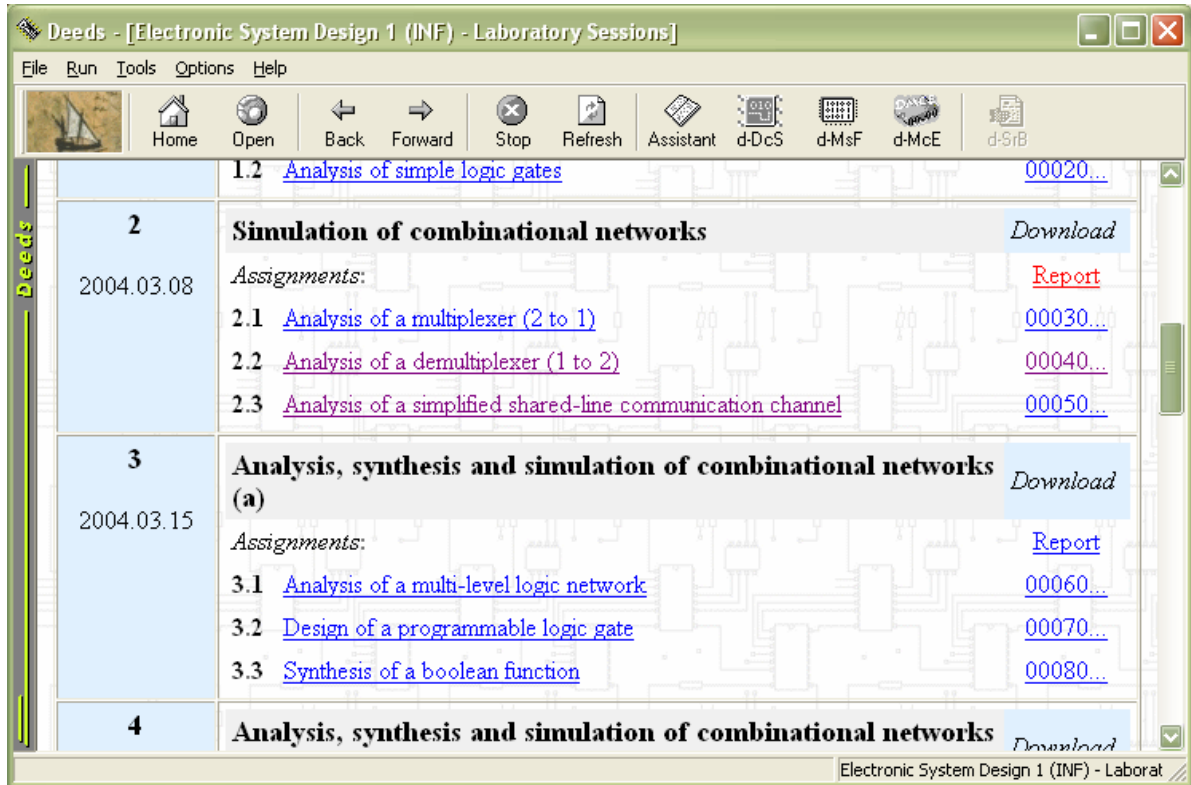 Deeds - [Electronic System Design 1 (INF) - Laboratory Sessions]
File Run Tools Options Help
Home Open Back Forward Stop Refresh Assistant d-DcS d-MsF d-McE d-SrB
Deeds
1.2 Analysis of simple logic gates 00020...
2 Simulation of combinational networks Download
2004.03.08 Assignments: Report
2.1 Analysis of a multiplexer (2 to 1) 00030...
2.2 Analysis of a demultiplexer (1 to 2) 00040...
2.3 Analysis of a simplified shared-line communication channel 00050...
3 Analysis, synthesis and simulation of combinational networks Download
(a)
2004.03.15
Assignments: Report
3.1 Analysis of a multi-level logic network 00060...
3.2 Design of a programmable logic gate 00070...
3.3 Synthesis of a boolean function 00080...
4 Analysis, synthesis and simulation of combinational networks Download
Electronic System Design 1 (INF) - Laborat